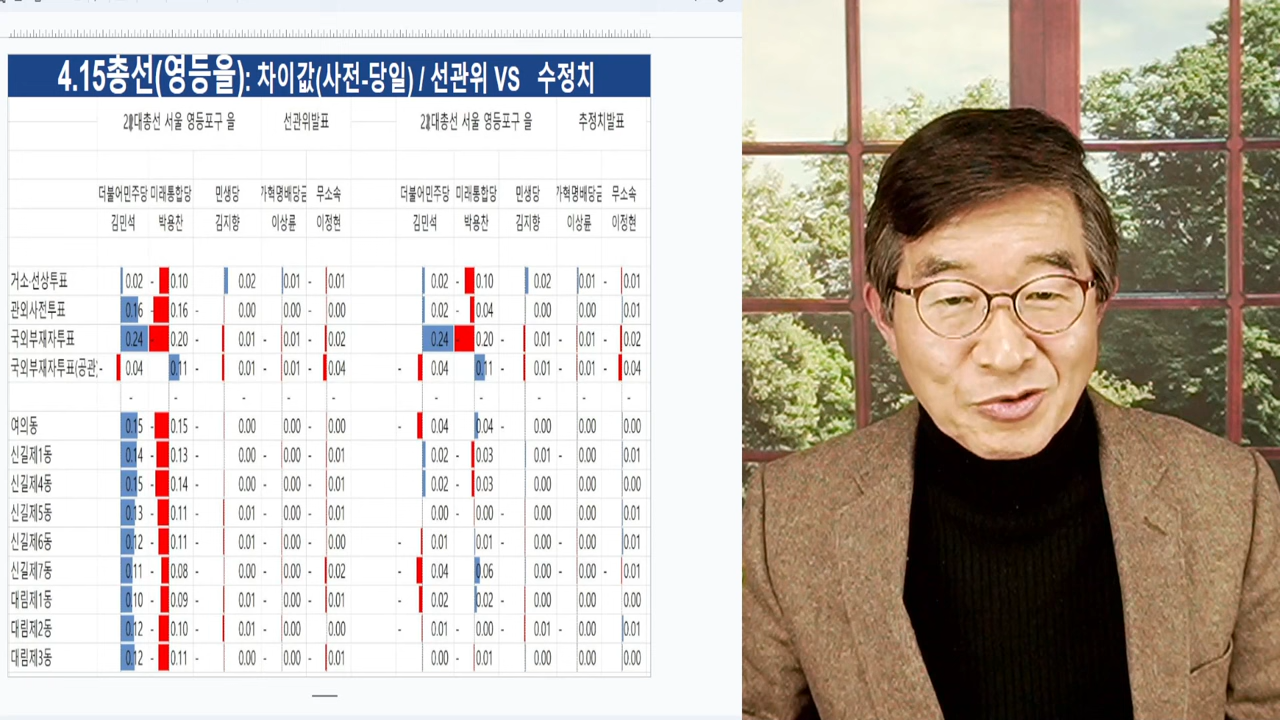 4.15총선(영등을): 차이값(사전-당일) / 선관위 VS 수정치
대총선 서울 영등포구 을 선관위발표 대총선 서울 영등포구 을 추정치발표
더불어민주당 미래통합당 민생당 가혁명배당금 무소속 더불어민주당 미래통합당 민생당 가혁명배당금 무소속
김민석 박용찬 김지향 이상륜 이정현 김민석 박용찬 김지향 이상륜 이정현
거소·선상투표 0.02 - 0.10 0.02 0.01 - 0.01 0.02 - 0.10 0.02 0.01 - 0.01
관외사전투표 0.16 - 0.16 - 0.00 - 0.00 - 0.00 0.02 - 0.04 - 0.00 - 0.00 0.01
국외부재자투표 0.24 - 0.20 - 0.01 - 0.01 - 0.02 0.24 - 0.20 - 0.01 - 0.01 - 0.02
국외부재자투표(공관) - 0.04 0.11 - 0.01 - 0.01 - 0.04 - 0.04 0.11 - 0.01 - 0.01 - 0.04
- - - - - - - - - -
여의동 0.15 - 0.15 - 0.00 - 0.00 - 0.00 - 0.04 0.04 - 0.00 - 0.00 0.00
신길제1동 0.14 - 0.13 - 0.00 - 0.00 - 0.01 0.02 - 0.03 0.01 - 0.00 0.01
신길제4동 0.15 - 0.14 - 0.00 - 0.00 - 0.01 0.02 - 0.03 0.00 - 0.00 0.00
신길제5동 0.13 - 0.11 - 0.01 - 0.00 - 0.01 0.00 - 0.00 - 0.00 - 0.00 0.01
신길제6동 0.12 - 0.11 - 0.01 - 0.00 - 0.00 - 0.01 0.01 - 0.00 - 0.00 0.01
신길제7동 0.11 - 0.08 - 0.00 - 0.00 - 0.02 - 0.04 0.06 - 0.00 - 0.00 - 0.01
대림제1동 0.10 - 0.09 - 0.01 - 0.00 - 0.01 - 0.02 0.02 - 0.00 - 0.00 0.00
대림제2동 0.12 - 0.10 - 0.01 - 0.00 - 0.00 - 0.01 - 0.00 - 0.01 - 0.00 0.01
대림제3동 0.12 - 0.11 - 0.00 - 0.00 - 0.01 0.00 - 0.01 - 0.00 - 0.00 0.00